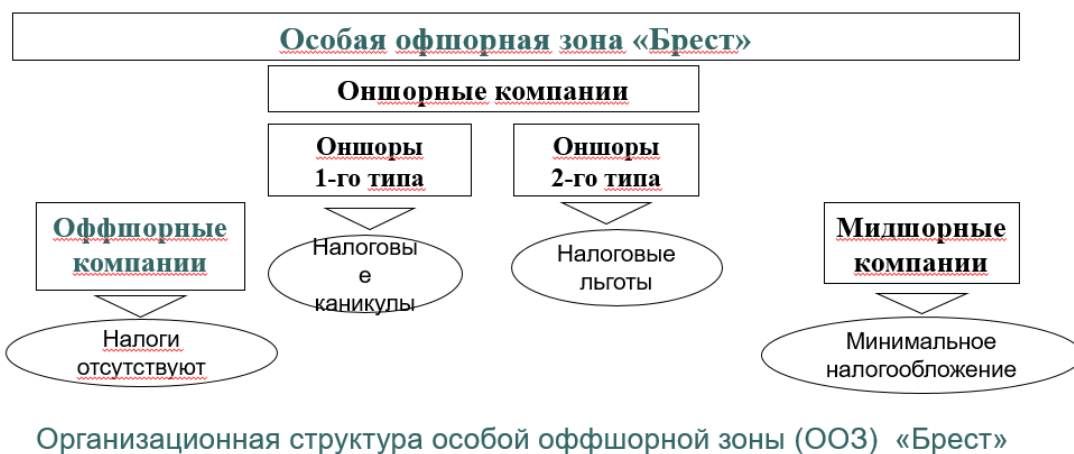 Особая офшорная зона «Брест»
Оншорные компании
Оншоры
1-го типа
Оншоры
2-го типа
Оффшорные
компании
Мидшорные
компании
Налоговы
е
каникулы
Налоговые
льготы
Налоги
отсутствуют
Минимальное
налогообложение
Организационная структура особой оффшорной зоны (ООЗ) «Брест»